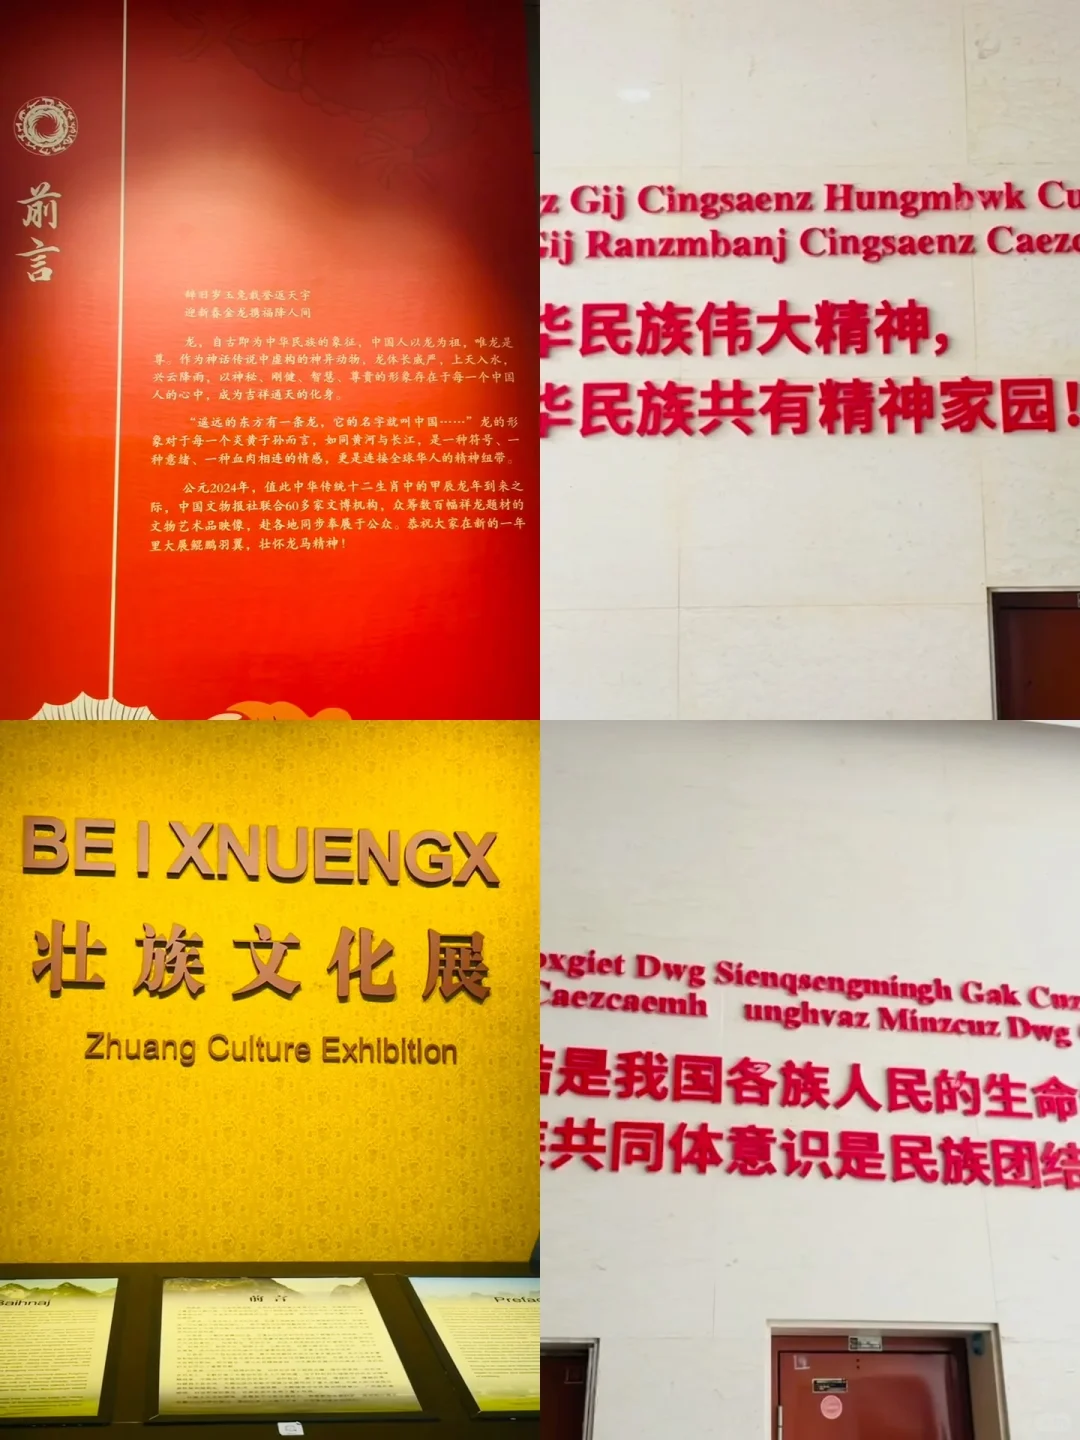 前言
辞旧岁玉兔载誉返天宇
迎新春金龙携福降人间
龙，自古即为中华民族的象征，中国人以龙为祖，唯龙是
尊。作为神话传说中虚构的神异动物，龙体长威严，上天入水，
兴云降雨，以神秘、刚健、智慧、尊贵的形象存在于每一个中国
人的心中，成为吉祥通天的化身。
“遥远的东方有一条龙，它的名字就叫中国……”龙的形
象对于每一个炎黄子孙而言，如同黄河与长江，是一种符号、一
种意绪、一种血肉相连的情感，更是连接全球华人的精神纽带。
公元2024年，值此中华传统十二生肖中的甲辰龙年到来之
际，中国文物报社联合60多家文博机构，众筹数百幅祥龙题材的
文物艺术品映像，赴各地同步奉展于公众。恭祝大家在新的一年
里大展鲲鹏羽翼，壮怀龙马精神！
z Gij Cingsaenz Hungmbwk Cu
Gij Ranzmbanj Cingsaenz Caezc
华民族伟大精神，
华民族共有精神家园！
BEIXNUENGX
壮族文化展
Zhuang Culture Exhibition
Baihnaj
前言
Prefac
oxgiet Dwg Sienqsengmingh Gak Cuz
Caezcaemh unghvaz Minzcuz Dwg
结是我国各族人民的生命
族共同体意识是民族团结